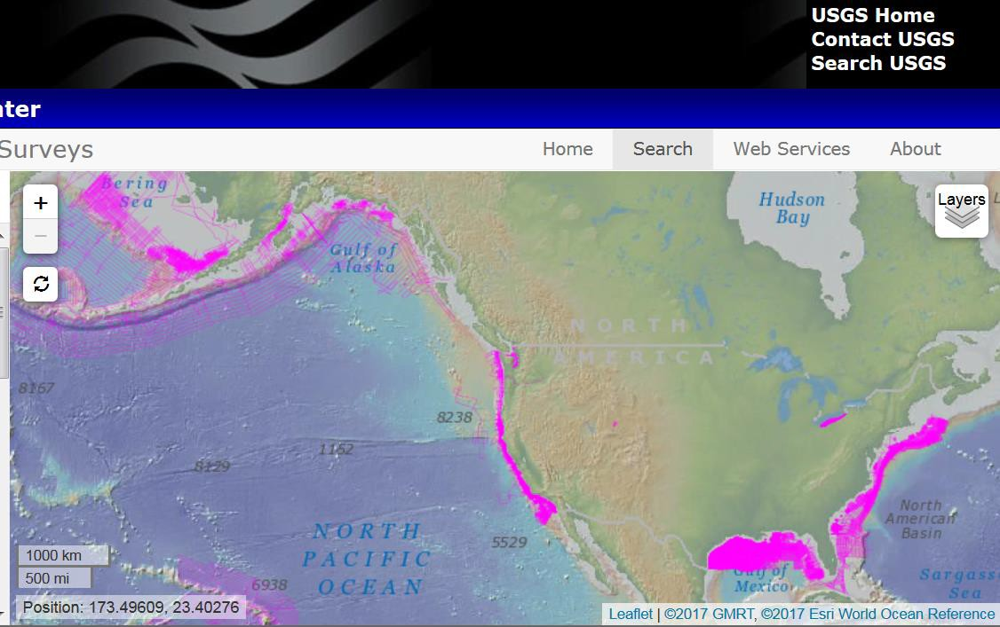 USGS Home
Contact USGS
Search USGS
nter
Surveys
Home Search Web Services About
Bering
Sea
Hudson
Bay
Layers
+
−
Gulf of
Alaska
NORTH
AMERICA
8167
8238
1152
8129
North
American
Basin
NORTH
PACIFIC
OCEAN
5529
1000 km
500 mi
Gulf of
Mexico
Sargass
Sea
6938
Position: 173.49609, 23.40276
Leaflet | ©2017 GMRT, ©2017 Esri World Ocean Reference